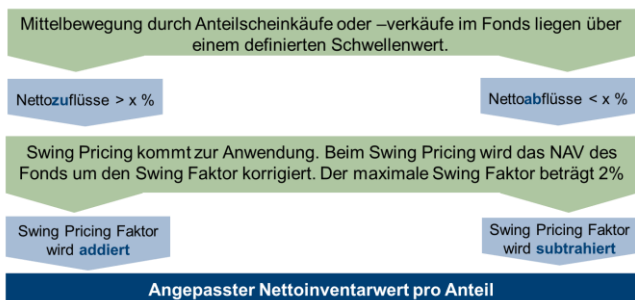 Mittelbewegung durch Anteilscheinkäufe oder –verkäufe im Fonds liegen über
einem definierten Schwellenwert.
Nettozuflüsse > x %
Nettoabflüsse < x %
Swing Pricing kommt zur Anwendung. Beim Swing Pricing wird das NAV des
Fonds um den Swing Faktor korrigiert. Der maximale Swing Faktor beträgt 2%
Swing Pricing Faktor
wird addiert
Swing Pricing Faktor
wird subtrahiert
Angepasster Nettoinventarwert pro Anteil